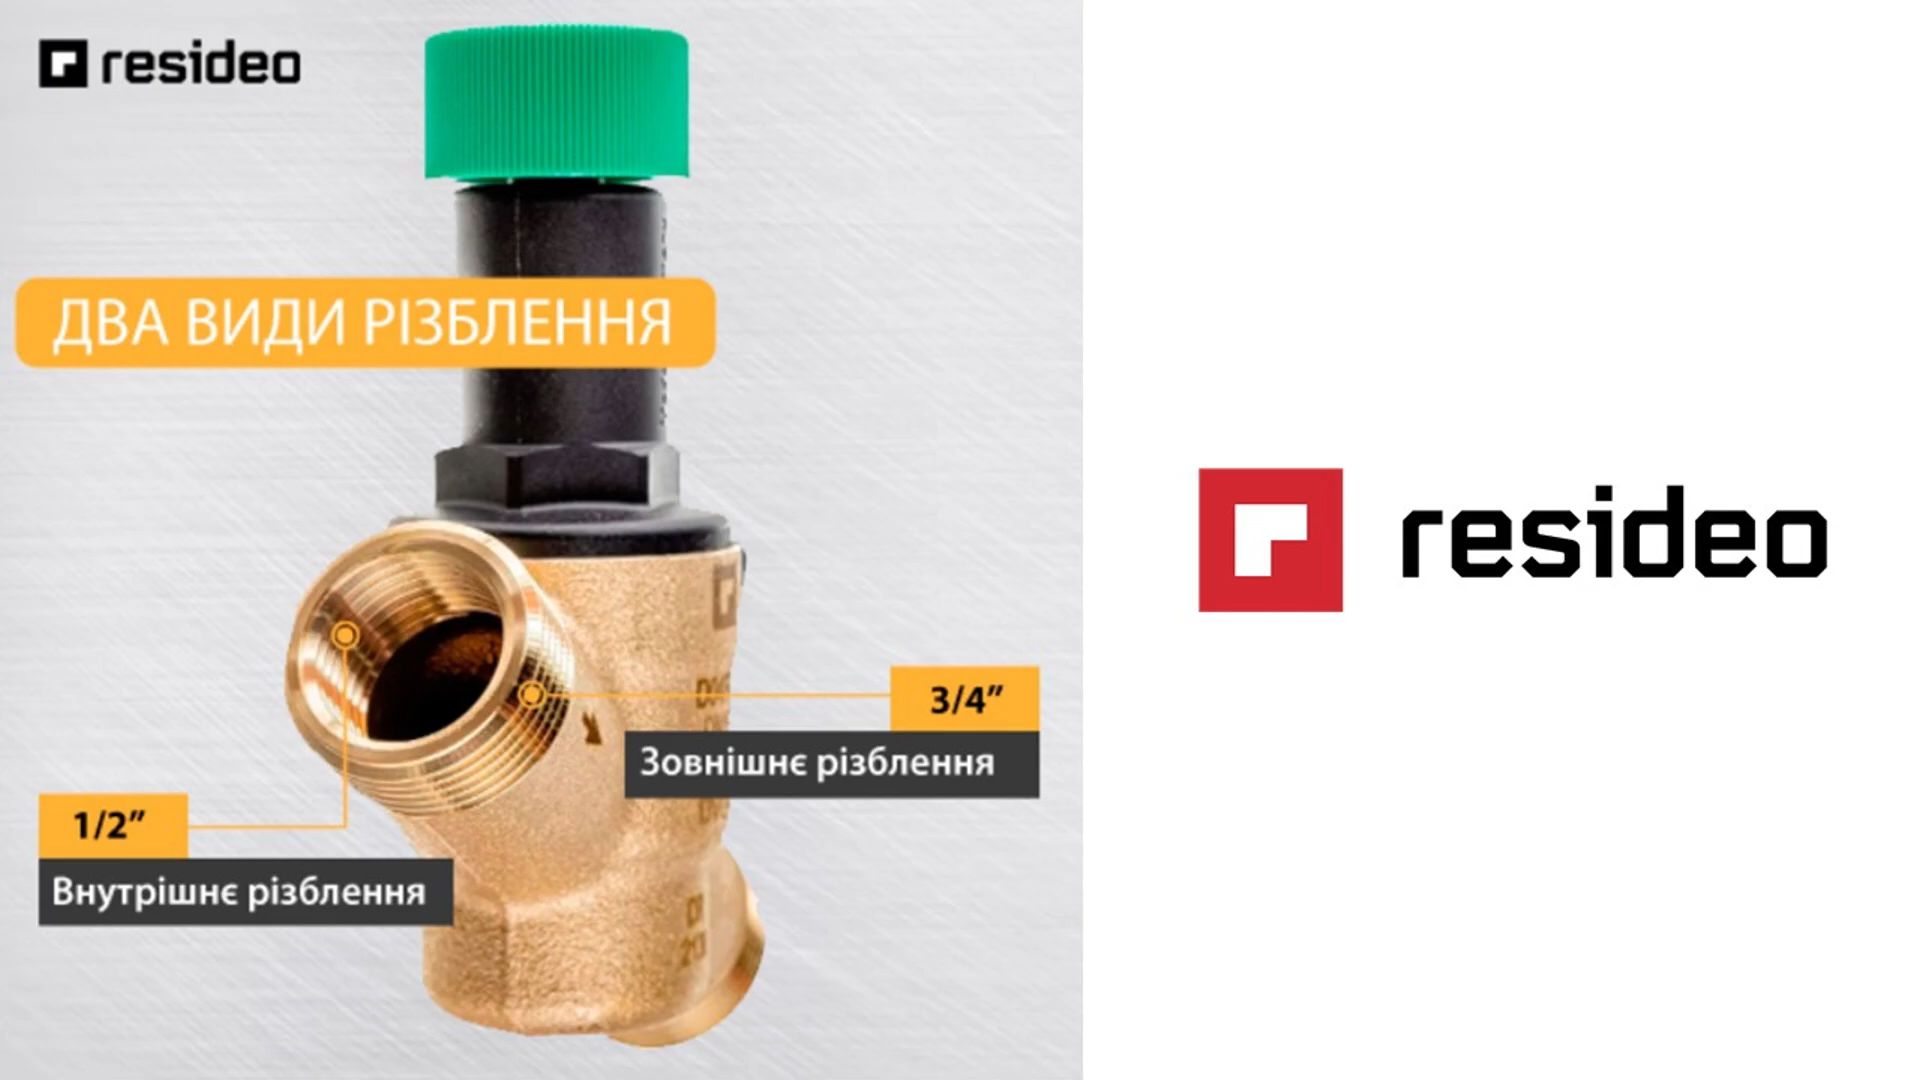 resideo
ДВА ВИДИ РІЗБЛЕННЯ
3/4”
Зовнішнє різблення
1/2”
Внутрішнє різблення
resideo